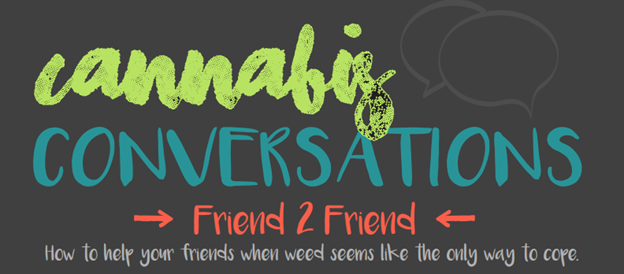 cannabis
CONVERSATIONS
→ Friend 2 Friend ←
How to help your friends when weed seems like the only way to cope.